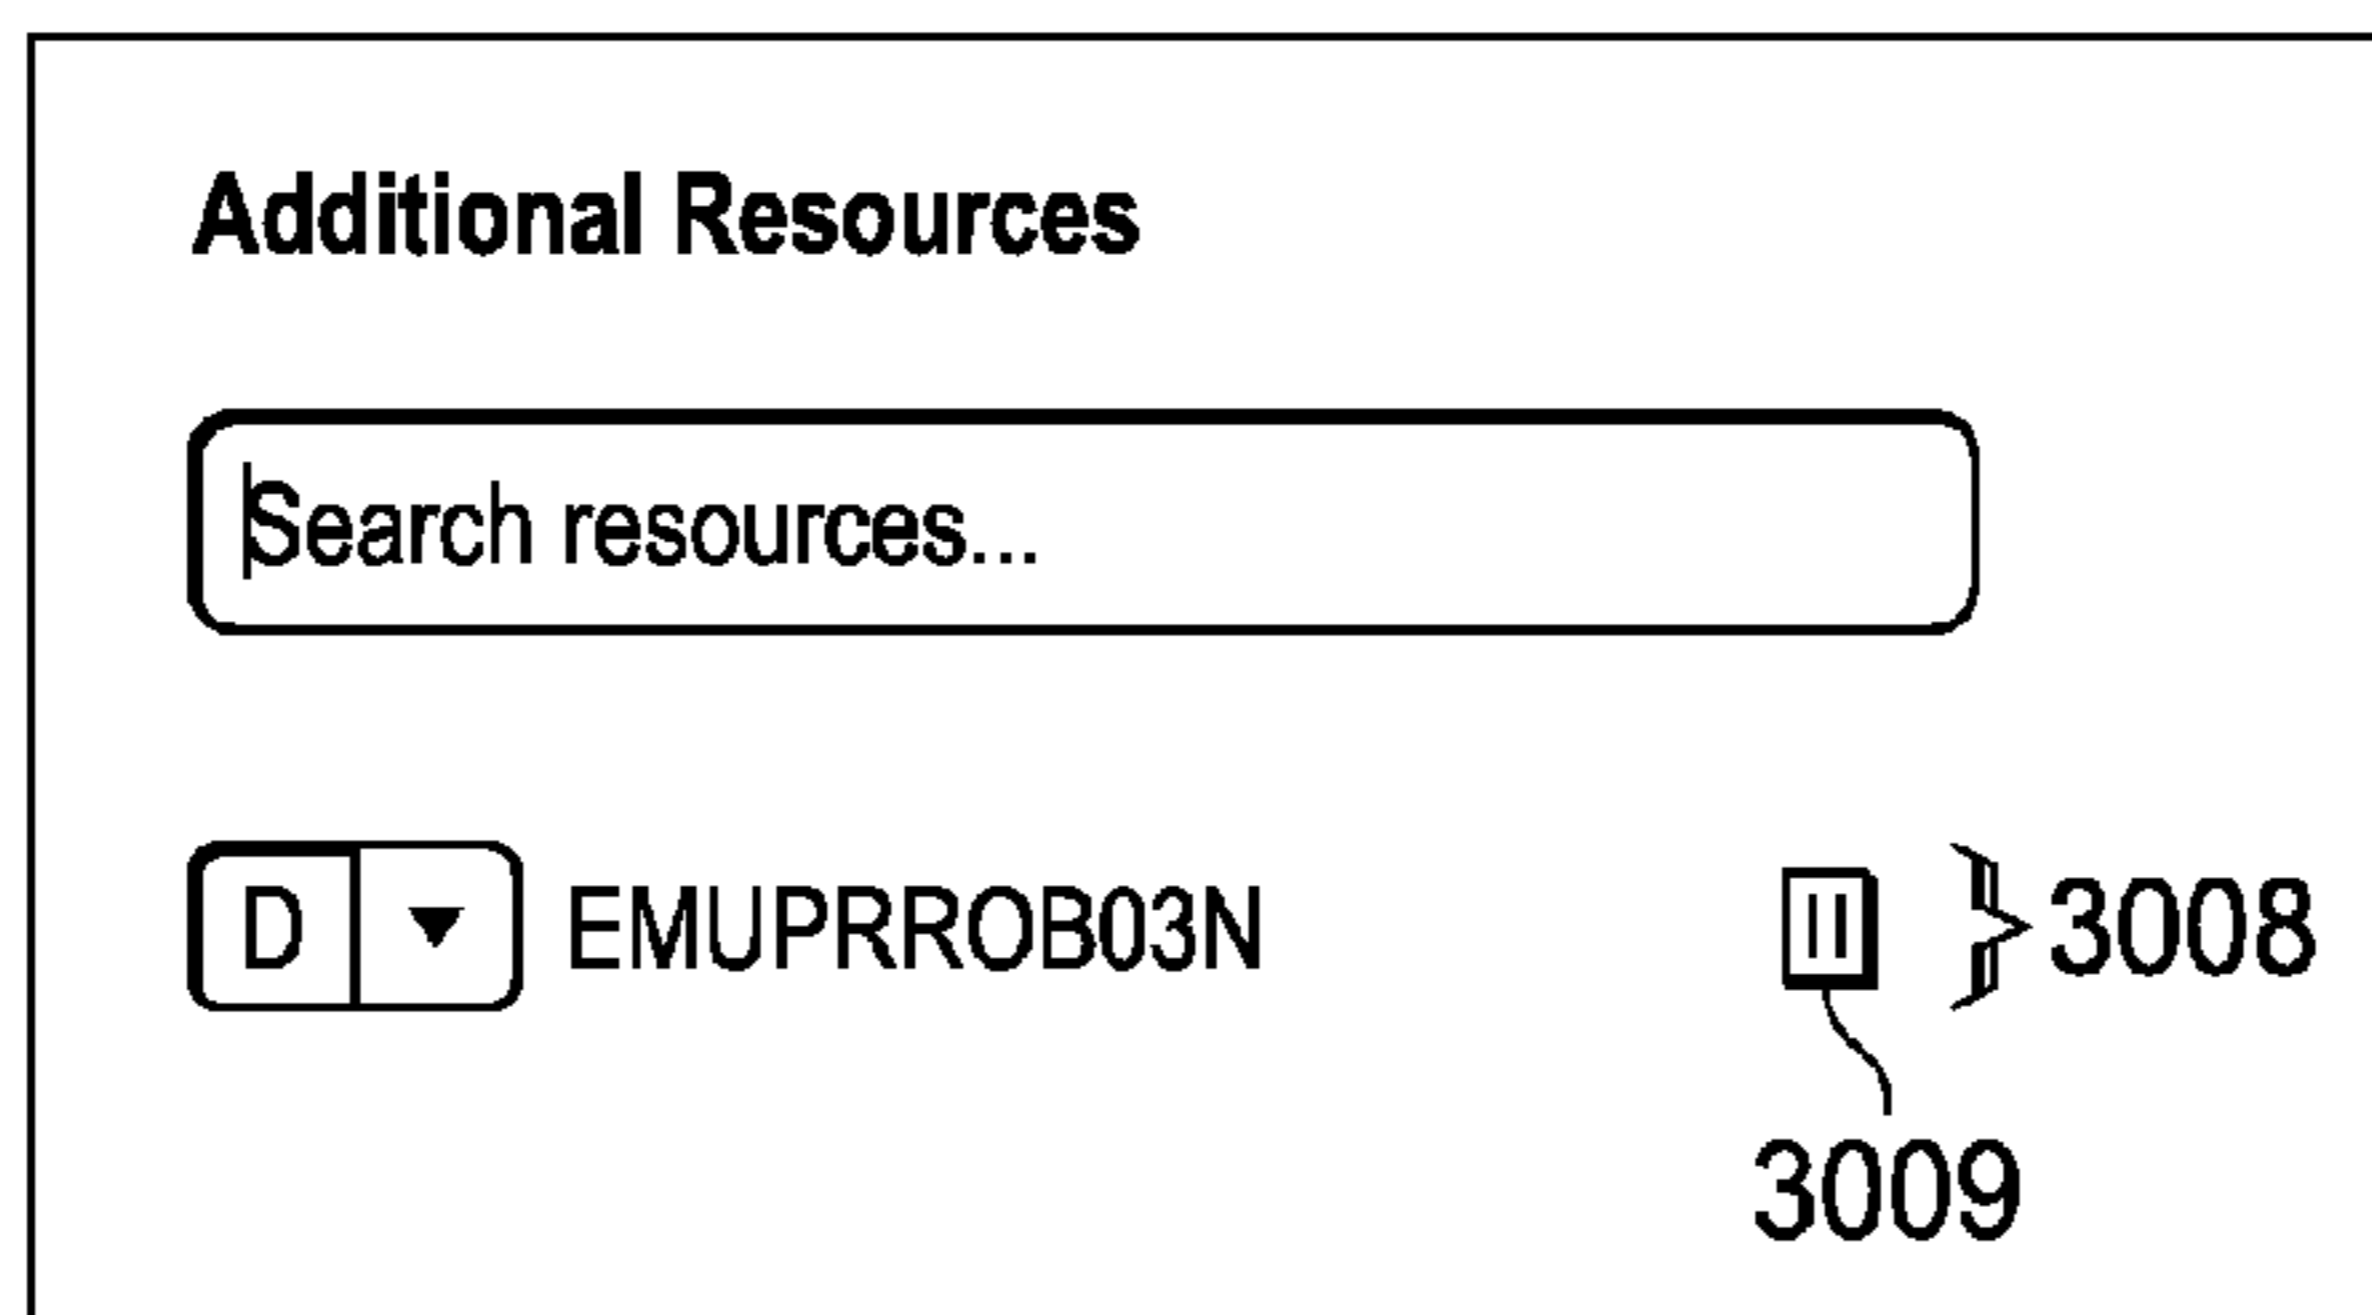 Additional Resources
Search resources...
D ▼ EMUPRROB03N 3008
3009